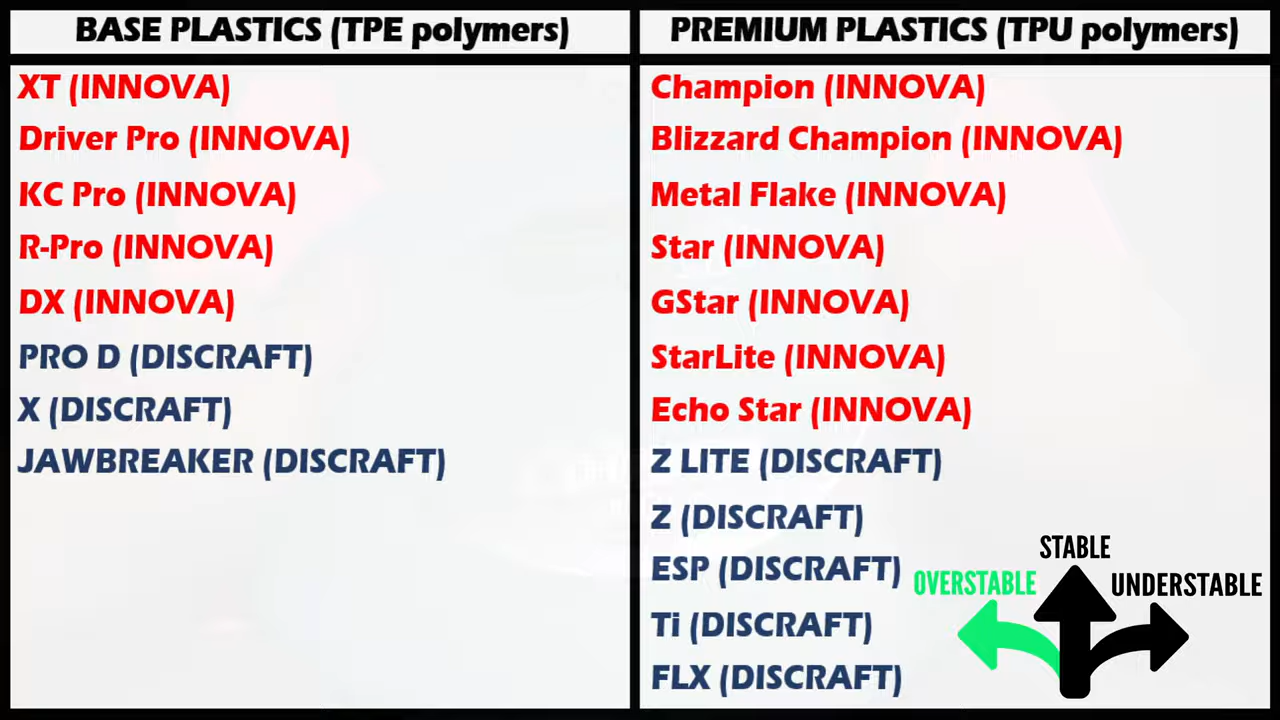 BASE PLASTICS (TPE polymers)
XT (INNOVA)
Driver Pro (INNOVA)
KC Pro (INNOVA)
R-Pro (INNOVA)
DX (INNOVA)
PRO D (DISCRAFT)
X (DISCRAFT)
JAWBREAKER (DISCRAFT)
PREMIUM PLASTICS (TPU polymers)
Champion (INNOVA)
Blizzard Champion (INNOVA)
Metal Flake (INNOVA)
Star (INNOVA)
GStar (INNOVA)
StarLite (INNOVA)
Echo Star (INNOVA)
Z LITE (DISCRAFT)
Z (DISCRAFT)
ESP (DISCRAFT)
Ti (DISCRAFT)
FLX (DISCRAFT)
STABLE
OVERSTABLE
UNDERSTABLE